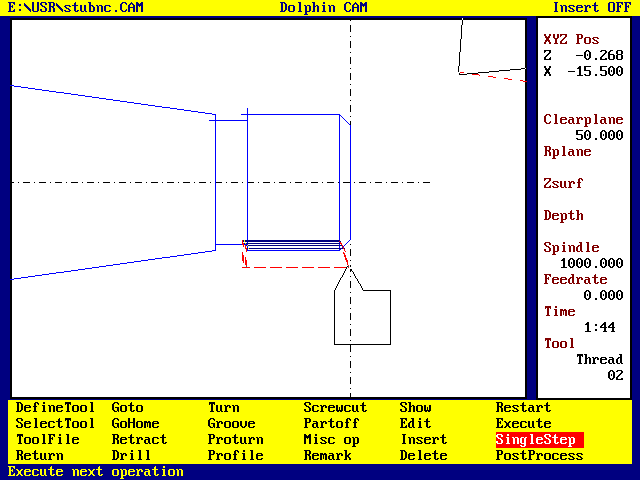 E:\USR\stubnc.CAM Dolphin CAM Insert OFF
XYZ Pos
Z -0.268
X -15.500
Clearplane
50.000
Rplane
Zsurf
Depth
Spindle
1000.000
Feedrate
0.000
Time
1:44
Tool
Thread
02
DefineTool Goto Turn Screwcut Show Restart
SelectTool GoHome Groove Partoff Edit Execute
ToolFile Retract Proturn Misc op Insert SingleStep
Return Drill Profile Remark Delete PostProcess
Execute next operation